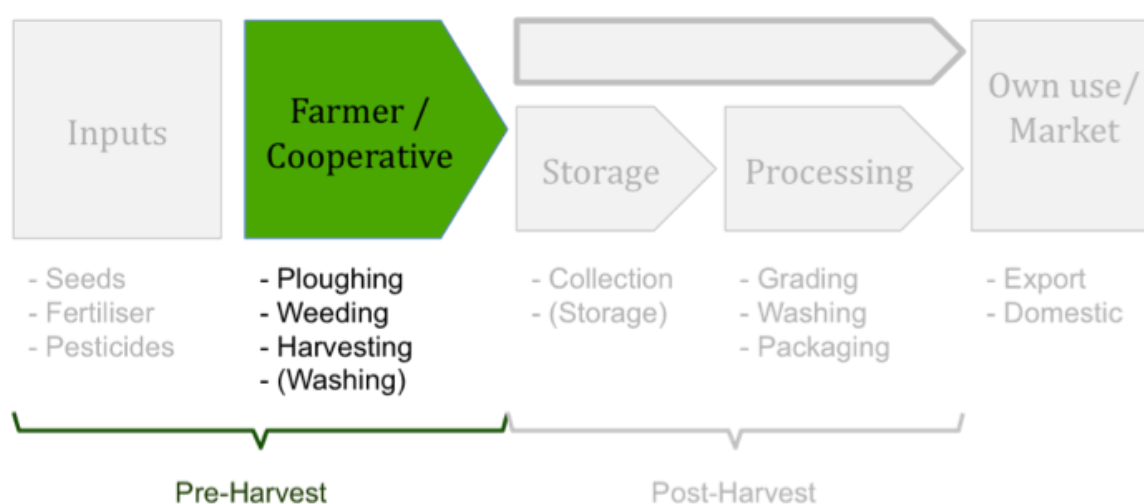 Inputs
Farmer /
Cooperative
Storage
Processing
Own use/
Market
- Seeds
- Fertiliser
- Pesticides
- Ploughing
- Weeding
- Harvesting
- (Washing)
- Collection
- (Storage)
- Grading
- Washing
- Packaging
- Export
- Domestic
Pre-Harvest
Post-Harvest